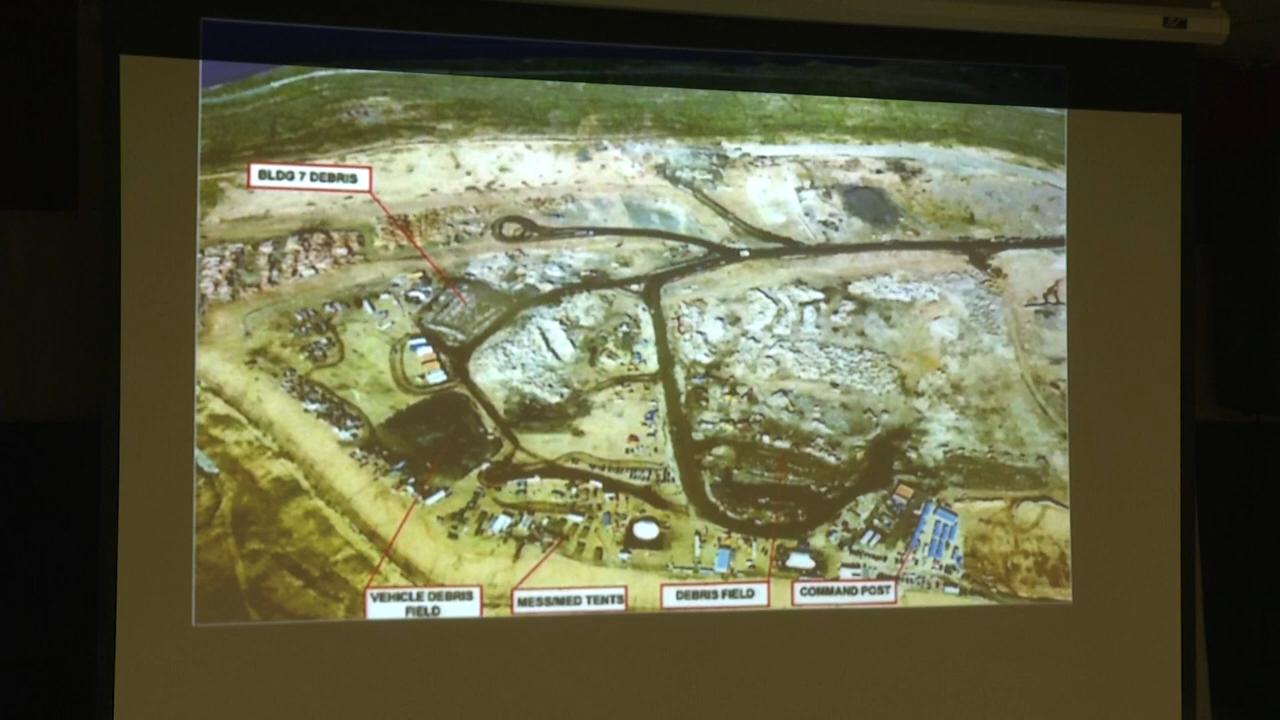 BLDG 7 DEBRIS
VEHICLE DEBRIS
FIELD
MESS/MED TENTS
DEBRIS FIELD
COMMAND POST